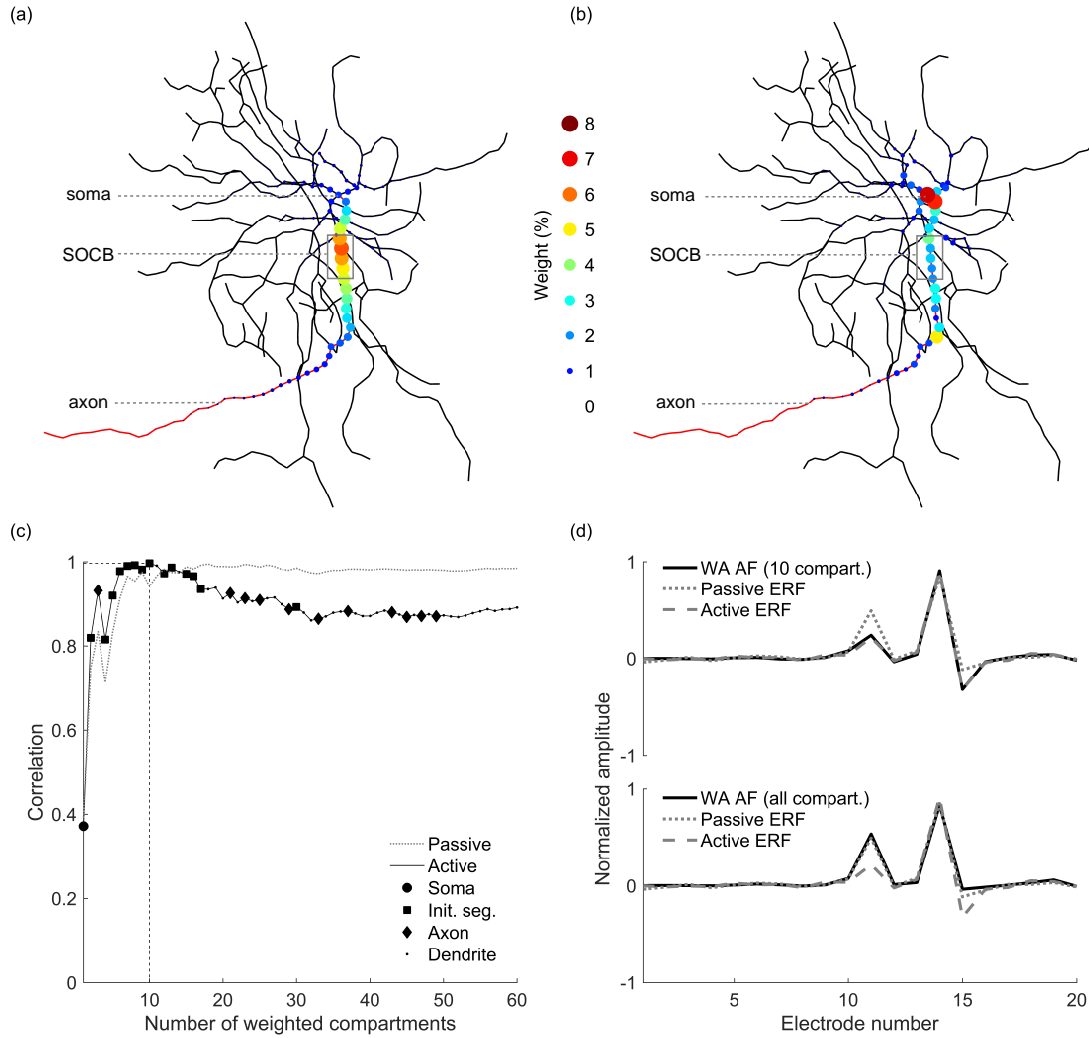 (a)
soma
SOCB
axon
Weight (%)
8
7
6
5
4
3
2
1
0
(b)
soma
SOCB
axon
(c)
Correlation
1
0.8
0.6
0.4
0.2
0
10
20
30
40
50
60
Number of weighted compartments
Passive
Active
Soma
Init. seg.
Axon
Dendrite
(d)
Normalized amplitude
1
0
-1
WA AF (10 compart.)
Passive ERF
Active ERF
1
0
-1
WA AF (all compart.)
Passive ERF
Active ERF
5
10
15
20
Electrode number